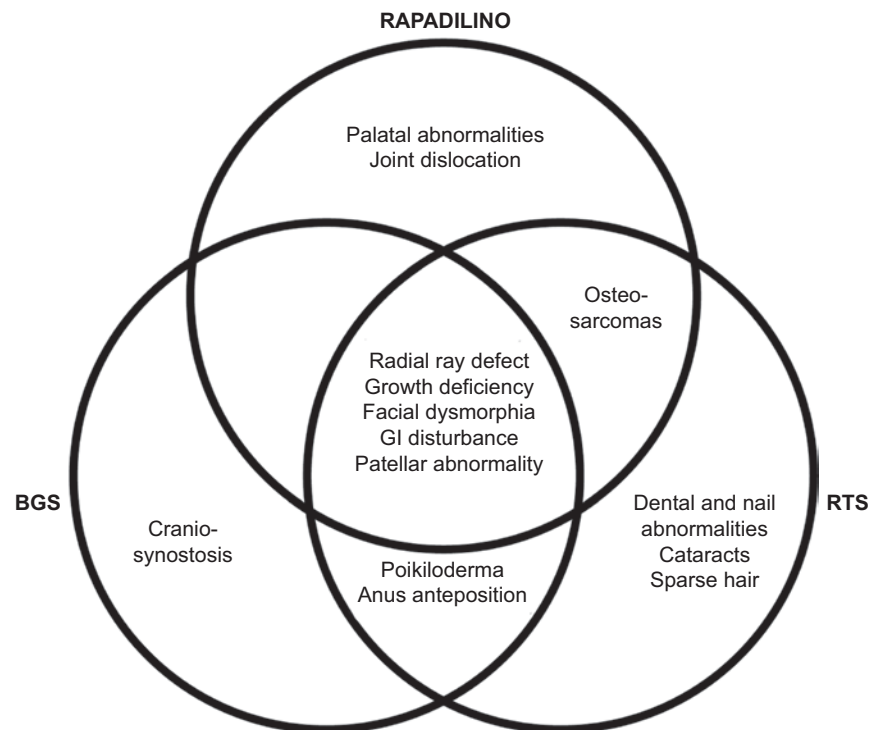 RAPADILINO
Palatal abnormalities
Joint dislocation
Osteo-
sarcomas
Radial ray defect
Growth deficiency
Facial dysmorphia
GI disturbance
Patellar abnormality
BGS
Cranio-
synostosis
Dental and nail
abnormalities
Cataracts
Sparse hair
RTS
Poikiloderma
Anus anteposition